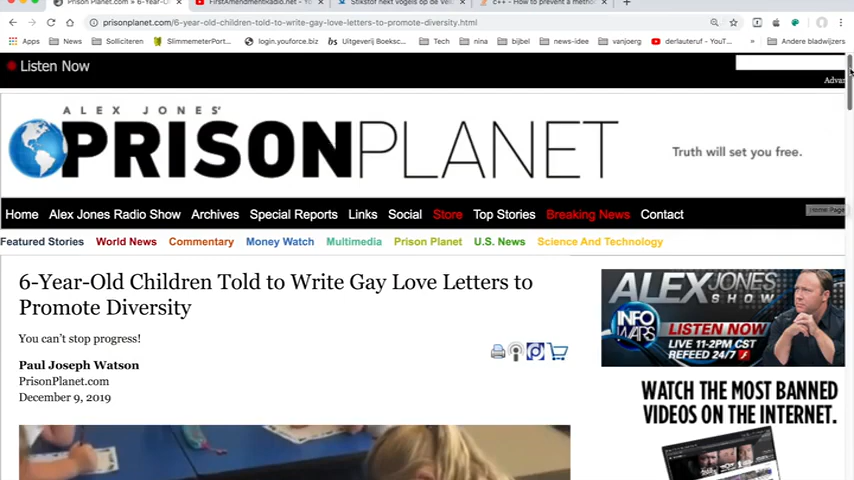 Prison Planet.com » 6-Year-O
FirstAmendmentRadio.net - Yo
Stikstof nekt vogels op de Vel
c++ - How to prevent a metho
prisonplanet.com/6-year-old-children-told-to-write-gay-love-letters-to-promote-diversity.html
Apps News Solliciteren SlimmemeterPort... login.youforce.biz Uitgeverij Boeksc... Tech nina bijbel news-idee vanjoerg derlauteruf - YouT... » Andere bladwijzers
Listen Now
Advan
ALEX JONES'
PRISONPLANET
Truth will set you free.
Home Alex Jones Radio Show Archives Special Reports Links Social Store Top Stories Breaking News Contact
Home Page
Featured Stories World News Commentary Money Watch Multimedia Prison Planet U.S. News Science And Technology
6-Year-Old Children Told to Write Gay Love Letters to
Promote Diversity
You can't stop progress!
Paul Joseph Watson
PrisonPlanet.com
December 9, 2019
ALEX JONES
SHOW
INFO
WARS
LISTEN NOW
LIVE 11-2PM CST
REFEED 24/7
WATCH THE MOST BANNED
VIDEOS ON THE INTERNET.